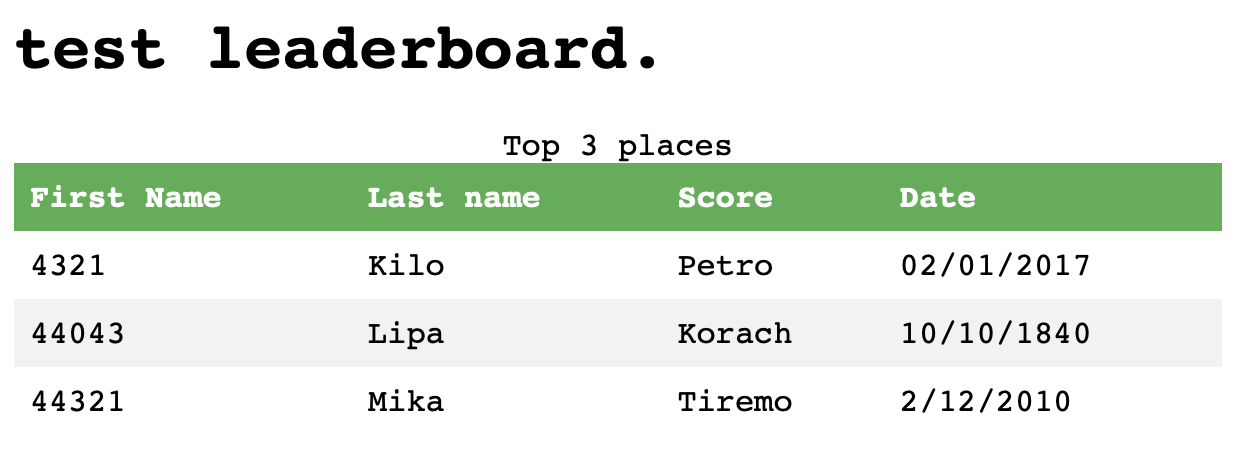 test leaderboard.
Top 3 places
First Name Last name Score Date
4321 Kilo Petro 02/01/2017
44043 Lipa Korach 10/10/1840
44321 Mika Tiremo 2/12/2010